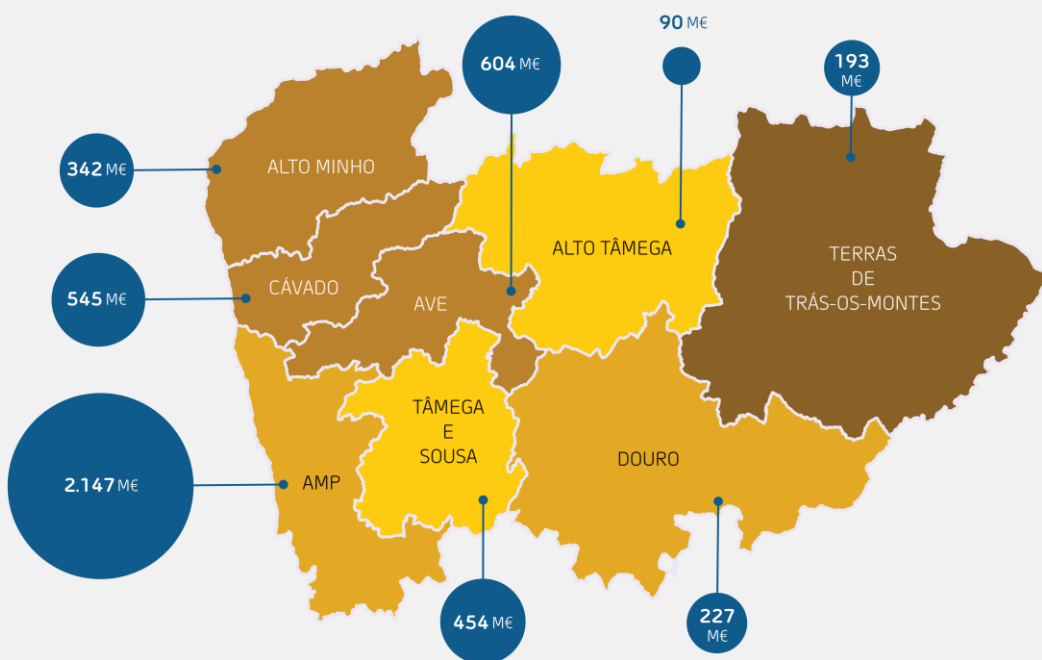 90 M€
604 M€
193
M€
342 M€
ALTO MINHO
ALTO TÂMEGA
TERRAS
DE
TRÁS-OS-MONTES
545 M€
CÁVADO
AVE
TÂMEGA
E
SOUSA
DOURO
2.147 M€
AMP
454 M€
227
M€